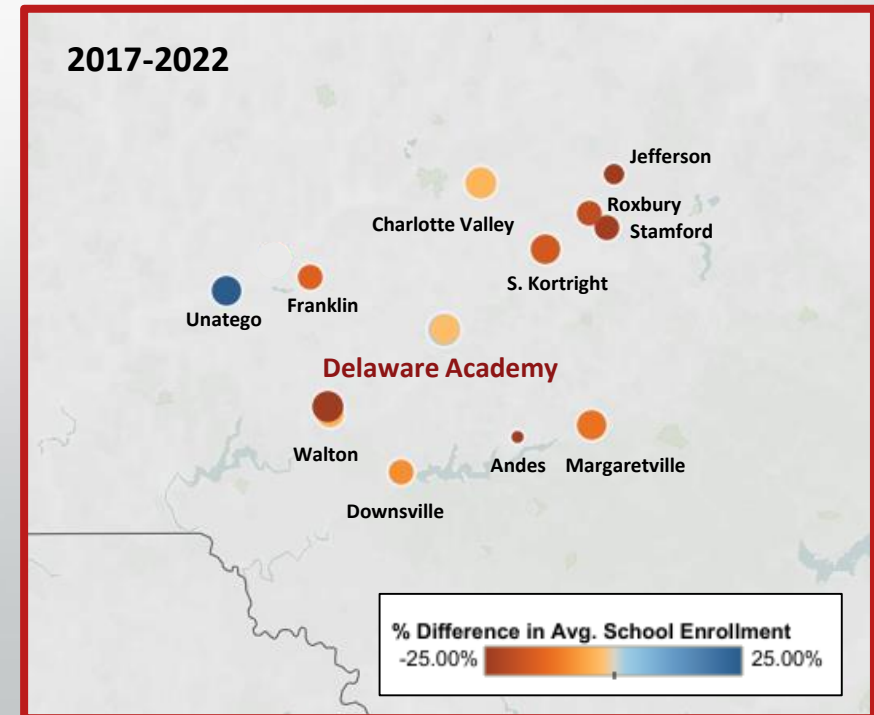 2017-2022
Jefferson
Roxbury
Charlotte Valley
Stamford
S. Kortright
Franklin
Unatego
Delaware Academy
Walton
Andes
Margaretville
Downsville
% Difference in Avg. School Enrollment
-25.00% 25.00%